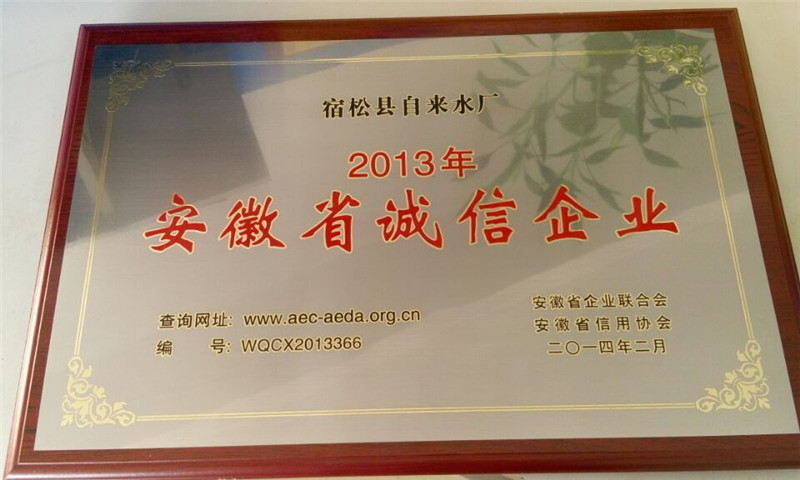 宿松县自来水厂
2013年
安徽省诚信企业
查询网址: www.aec-aeda.org.cn
编 号: WQCX2013366
安徽省企业联合会
安徽省信用协会
二〇一四年二月